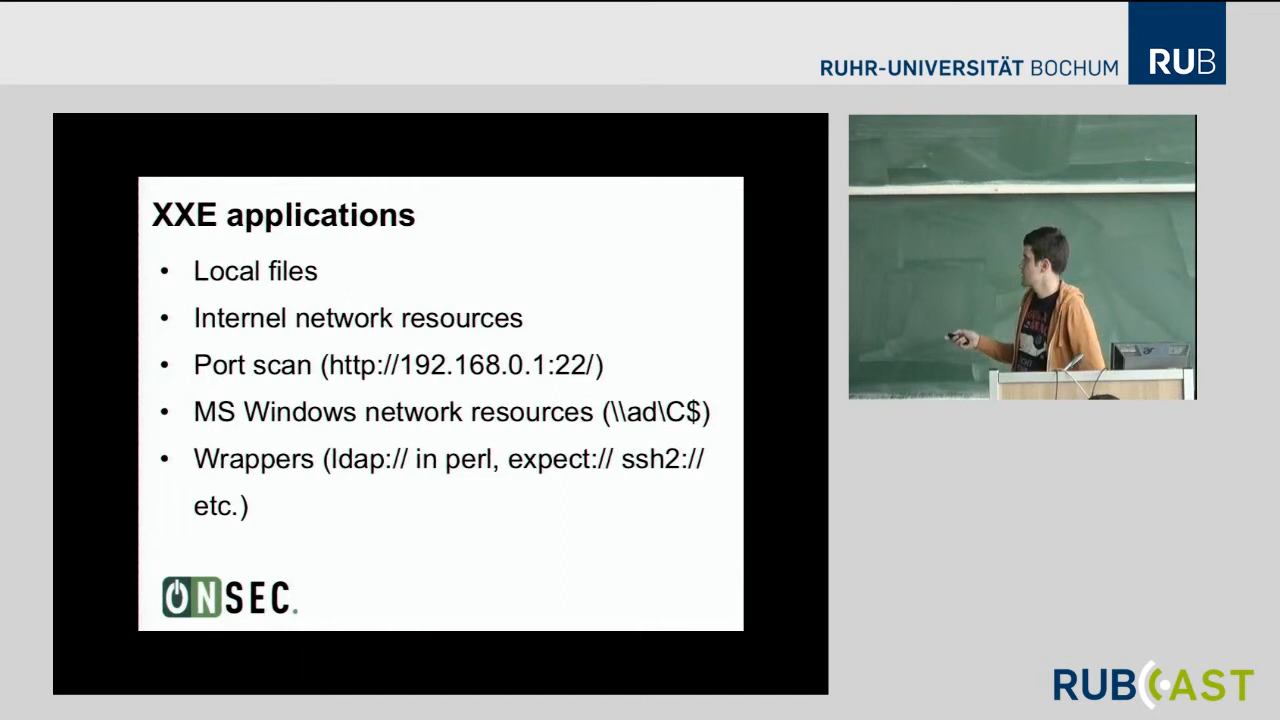 RUHR-UNIVERSITÄT BOCHUM
RUB
XXE applications
• Local files
• Internel network resources
• Port scan (http://192.168.0.1:22/)
• MS Windows network resources (\\ad\C$)
• Wrappers (ldap:// in perl, expect:// ssh2://
etc.)
ONSEC.
RUBCAST